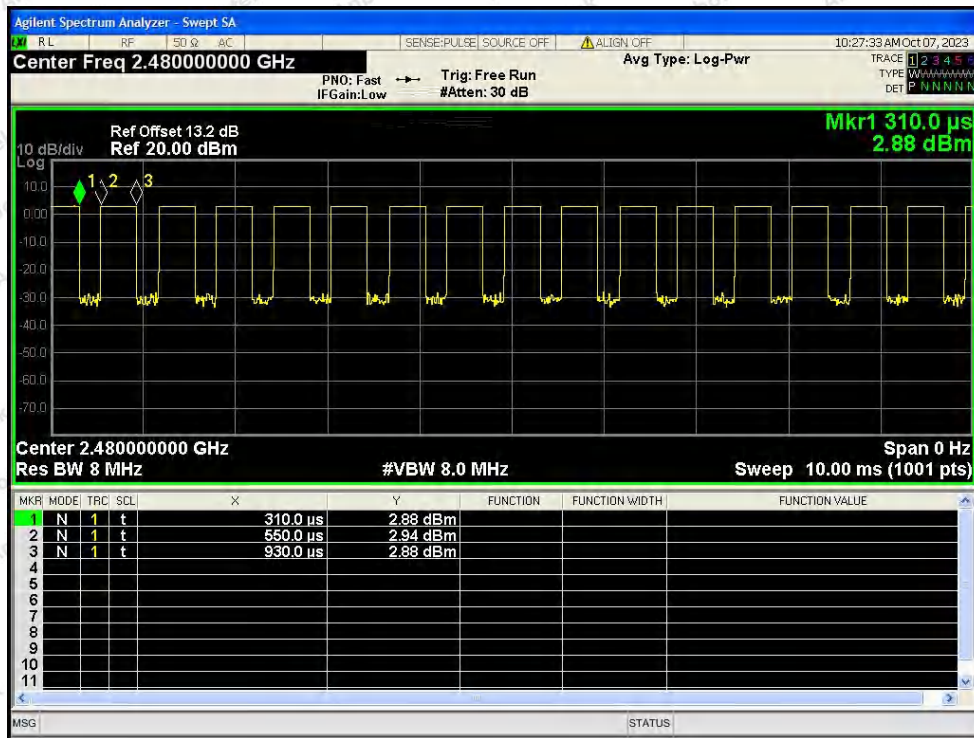 Agilent Spectrum Analyzer - Swept SA
LXI RL RF 50 Ω AC SENSE:PULSE SOURCE OFF ALIGN OFF 10:27:33 AM Oct 07, 2023
Center Freq 2.480000000 GHz Avg Type: Log-Pwr TRACE 1 2 3 4 5 6
PNO: Fast Trig: Free Run TYPE WWWWWW
IFGain:Low #Atten: 30 dB DET P N N N N N
Mkr1 310.0 µs
Ref Offset 13.2 dB
10 dB/div Ref 20.00 dBm 2.88 dBm
Log
1 2 3
10.0
0.00
-10.0
-20.0
-30.0
-40.0
-50.0
-60.0
-70.0
Center 2.480000000 GHz Span 0 Hz
Res BW 8 MHz #VBW 8.0 MHz Sweep 10.00 ms (1001 pts)
MKR MODE TRC SCL X Y FUNCTION FUNCTION WIDTH FUNCTION VALUE
1 N 1 t 310.0 µs 2.88 dBm
2 N 1 t 550.0 µs 2.94 dBm
3 N 1 t 930.0 µs 2.88 dBm
4
5
6
7
8
9
10
11
MSG STATUS